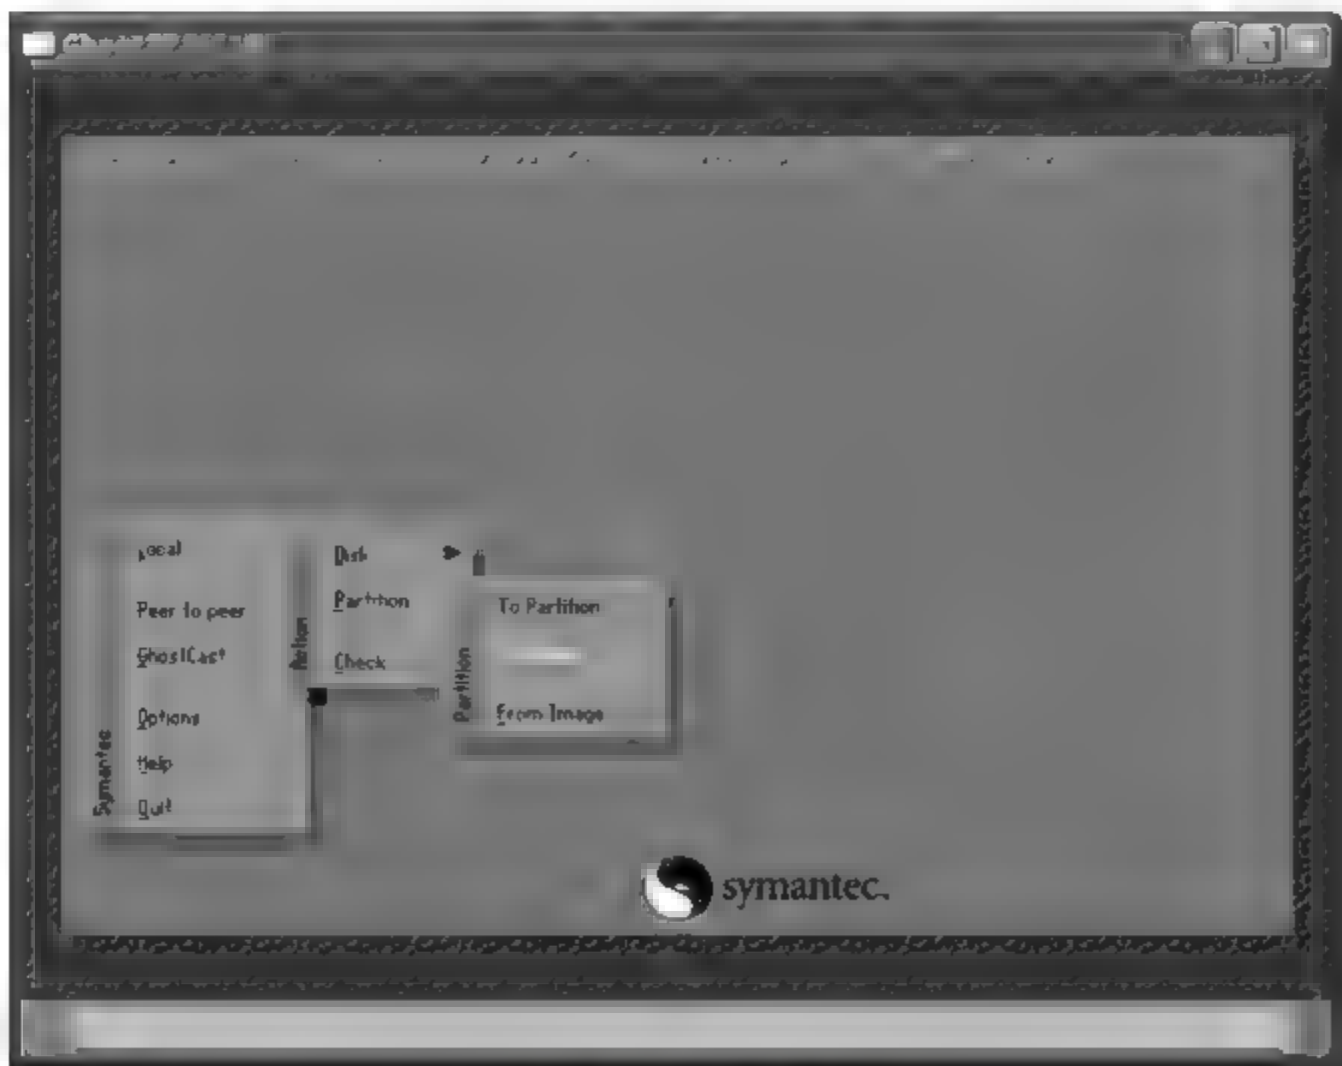 Local
Peer to peer
GhostCast
Options
Help
Quit
Symantec
Disk
Partition
Check
Action
To Partition
From Image
Partition
symantec.